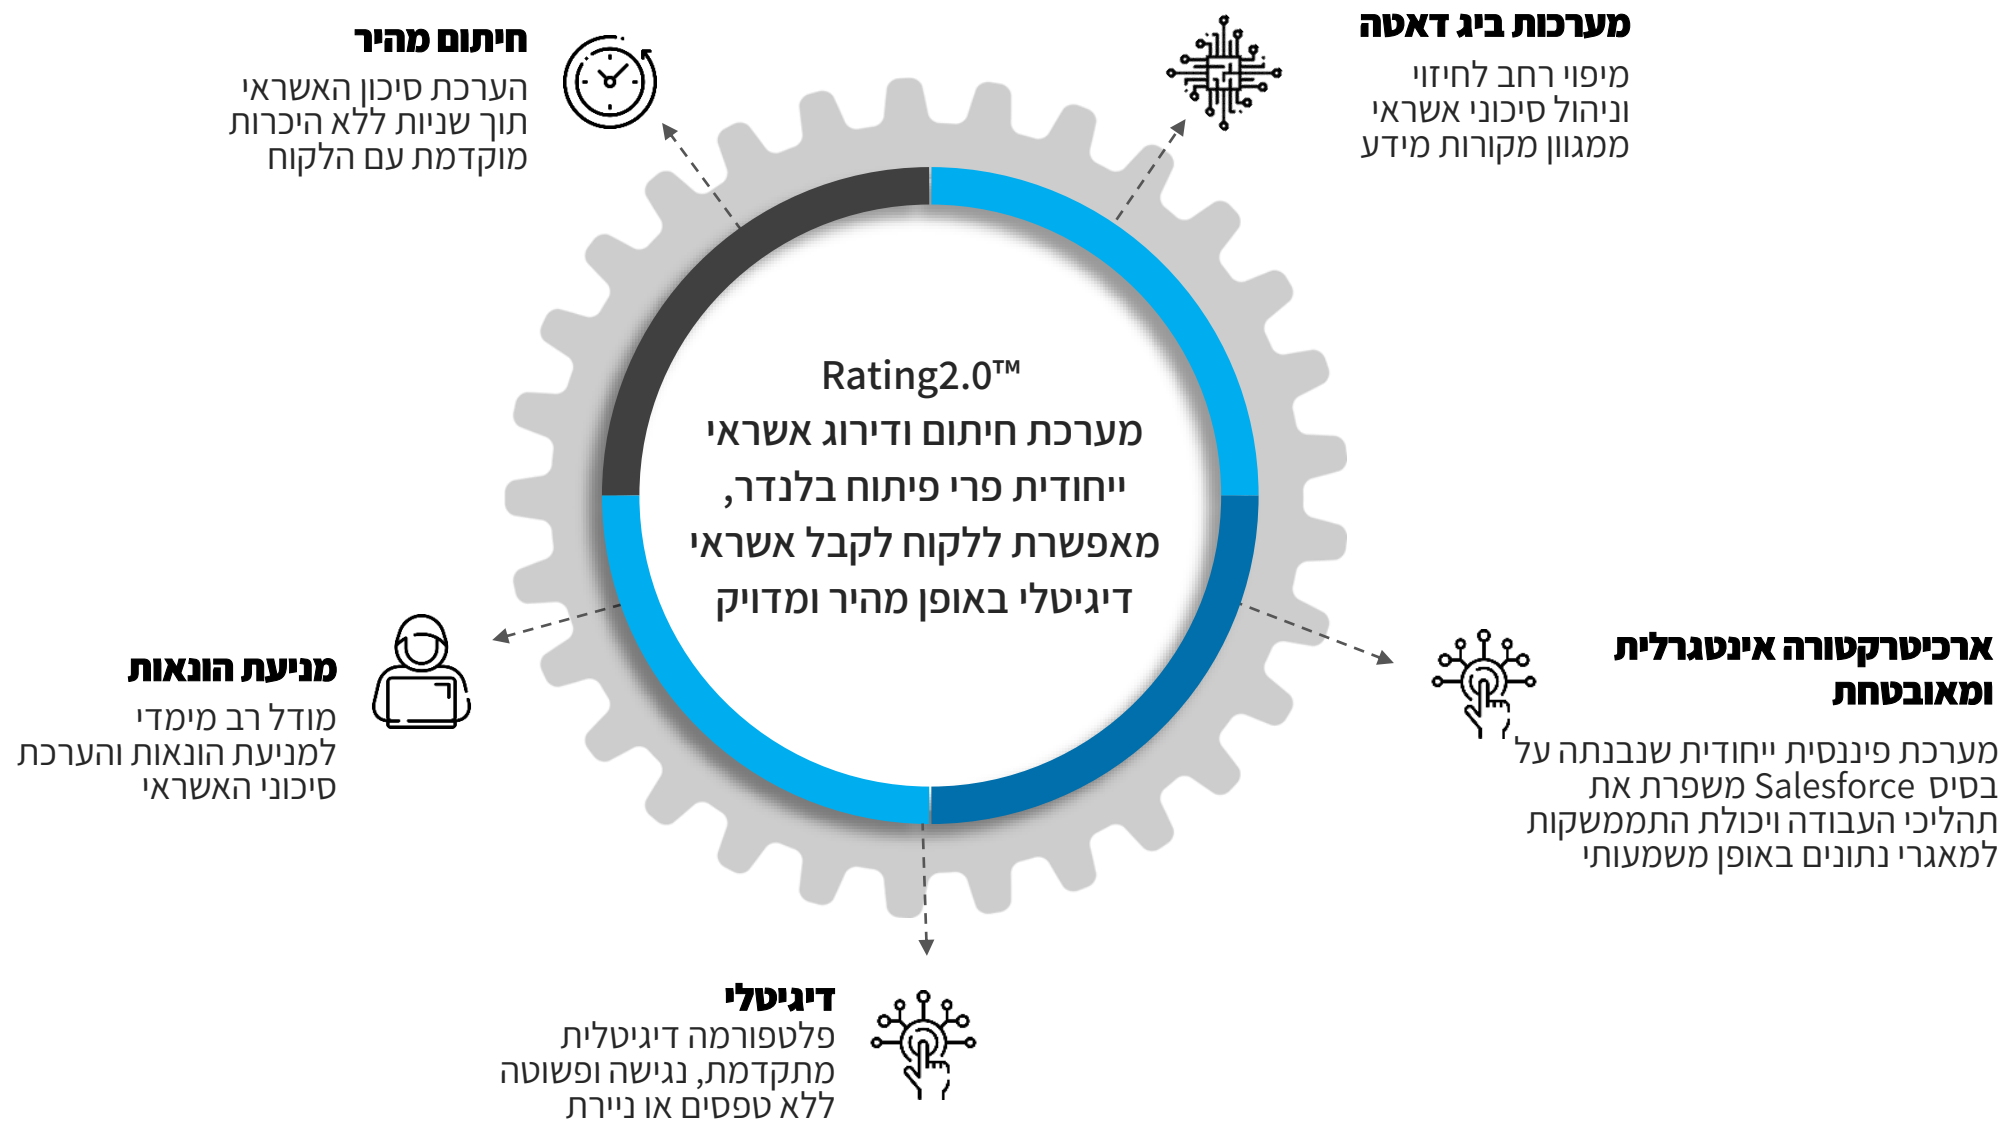 מערכות ביג דאטה
מיפוי רחב לחיזוי
וניהול סיכוני אשראי
ממגוון מקורות מידע
חיתום מהיר
הערכת סיכון האשראי
תוך שניות ללא היכרות
מוקדמת עם הלקוח
Rating2.0™
מערכת חיתום ודירוג אשראי
ייחודית פרי פיתוח בלנדר,
מאפשרת ללקוח לקבל אשראי
דיגיטלי באופן מהיר ומדויק
ארכיטרקטורה אינטגרלית
ומאובטחת
מערכת פיננסית ייחודית שנבנתה על
בסיס Salesforce משפרת את
תהליכי העבודה ויכולת התממשקות
למאגרי נתונים באופן משמעותי
מניעת הונאות
מודל רב מימדי
למניעת הונאות והערכת
סיכוני האשראי
דיגיטלי
פלטפורמה דיגיטלית
מתקדמת, נגישה ופשוטה
ללא טפסים או ניירת